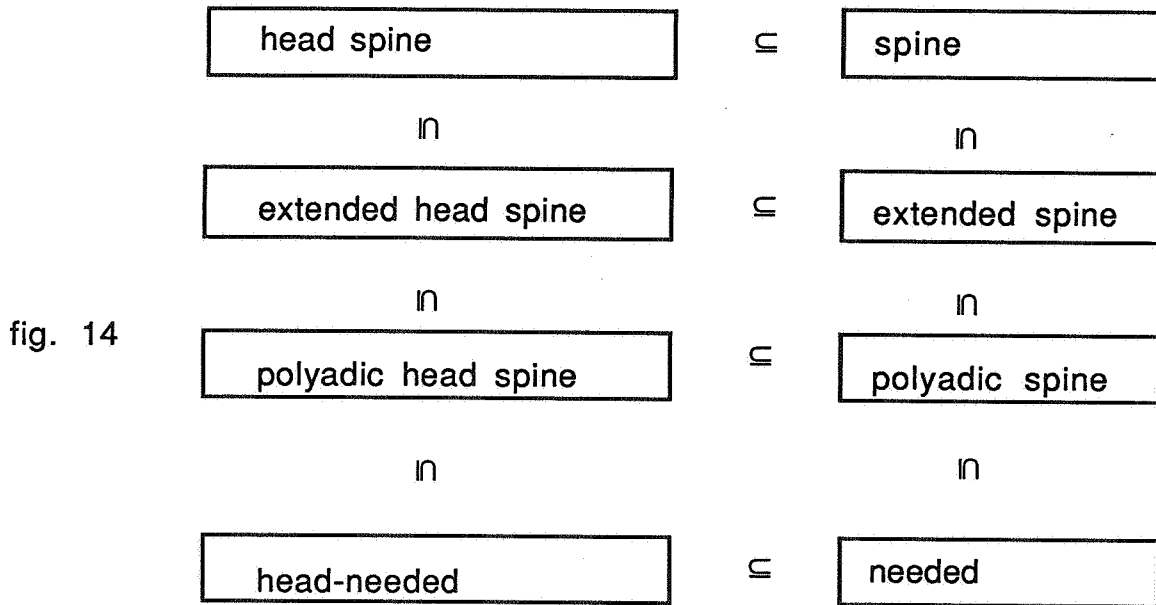 head spine ⊆ spine
⋒ ⋒
extended head spine ⊆ extended spine
⋒ ⋒
fig. 14
polyadic head spine ⊆ polyadic spine
⋒ ⋒
head-needed ⊆ needed